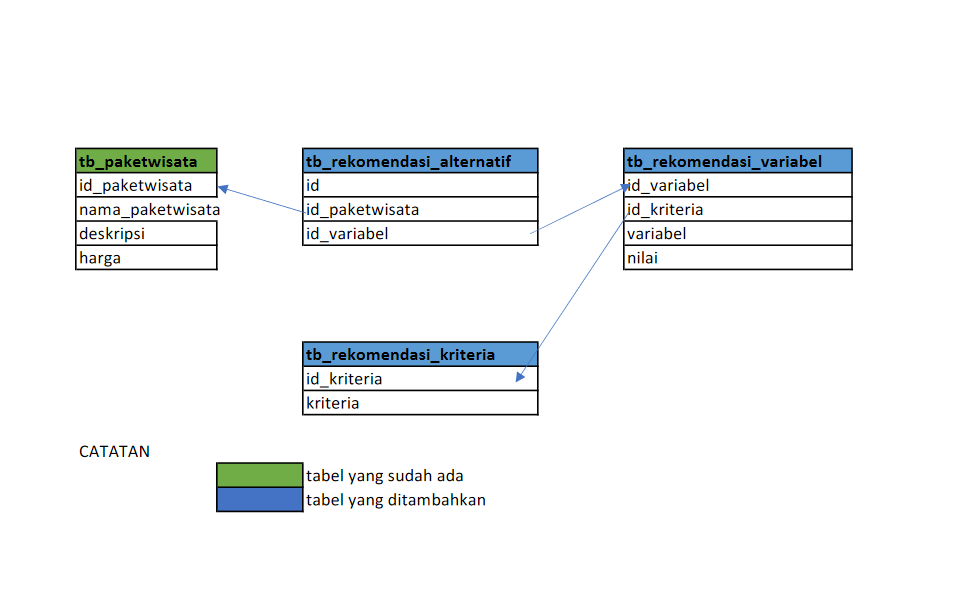 tb_paketwisata
id_paketwisata
nama_paketwisata
deskripsi
harga
tb_rekomendasi_alternatif
id
id_paketwisata
id_variabel
tb_rekomendasi_variabel
id_variabel
id_kriteria
variabel
nilai
tb_rekomendasi_kriteria
id_kriteria
kriteria
CATATAN
tabel yang sudah ada
tabel yang ditambahkan